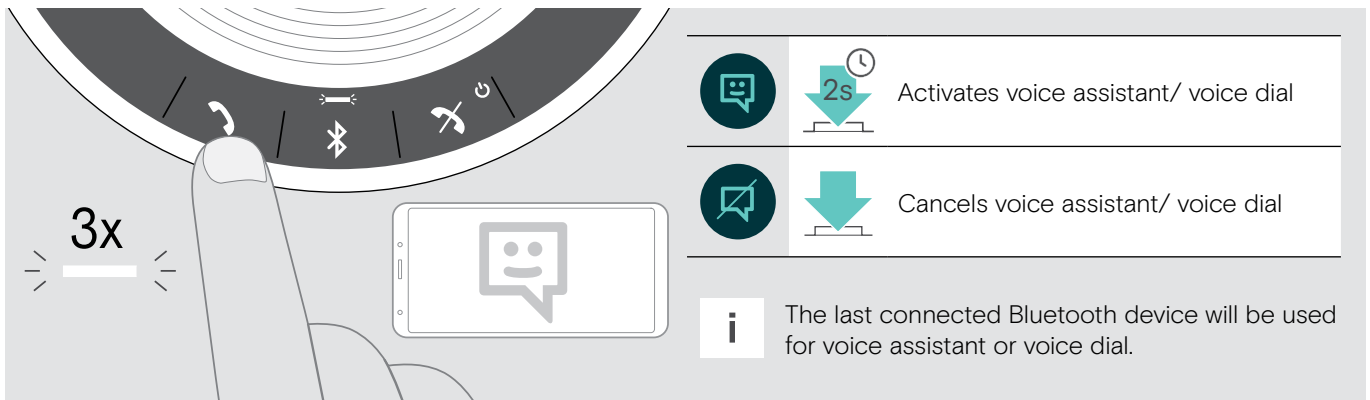 3x
2s
Activates voice assistant/ voice dial
Cancels voice assistant/ voice dial
i
The last connected Bluetooth device will be used
for voice assistant or voice dial.